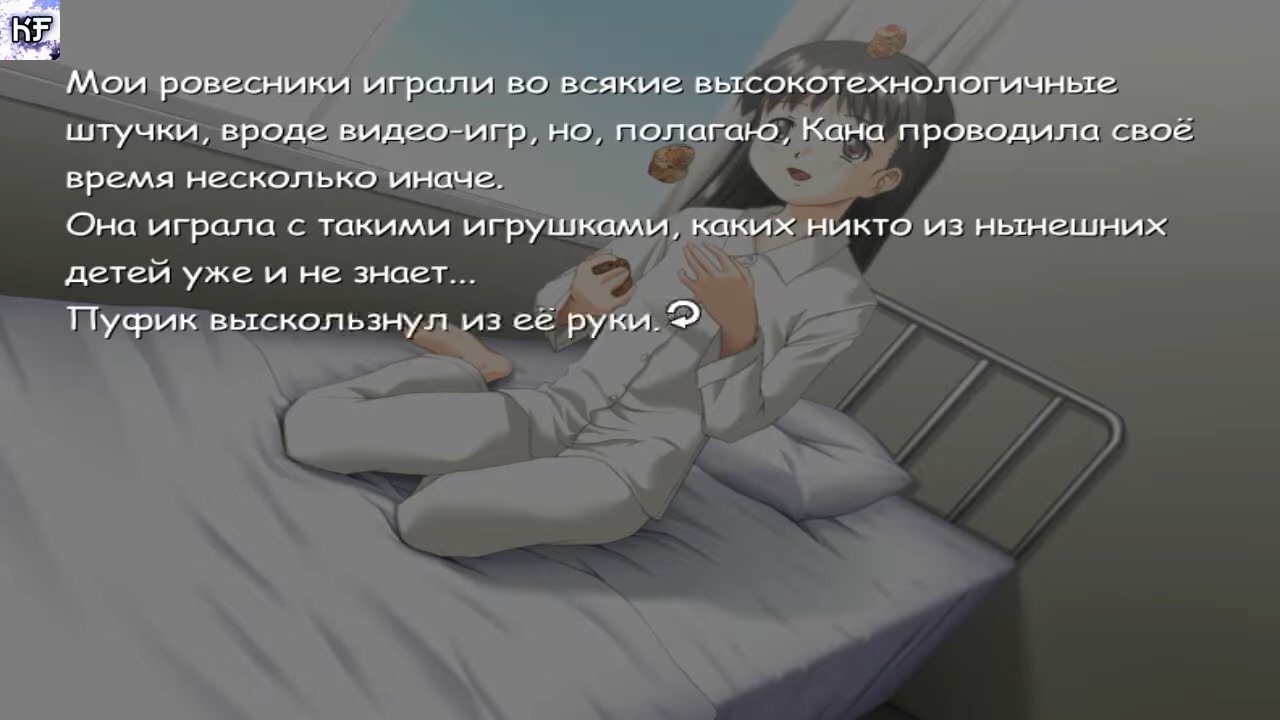 KF
Мои ровесники играли во всякие высокотехнологичные
штучки, вроде видео-игр, но, полагаю, Кана проводила своё
время несколько иначе.
Она играла с такими игрушками, каких никто из нынешних
детей уже и не знает...
Пуфик выскользнул из её руки.